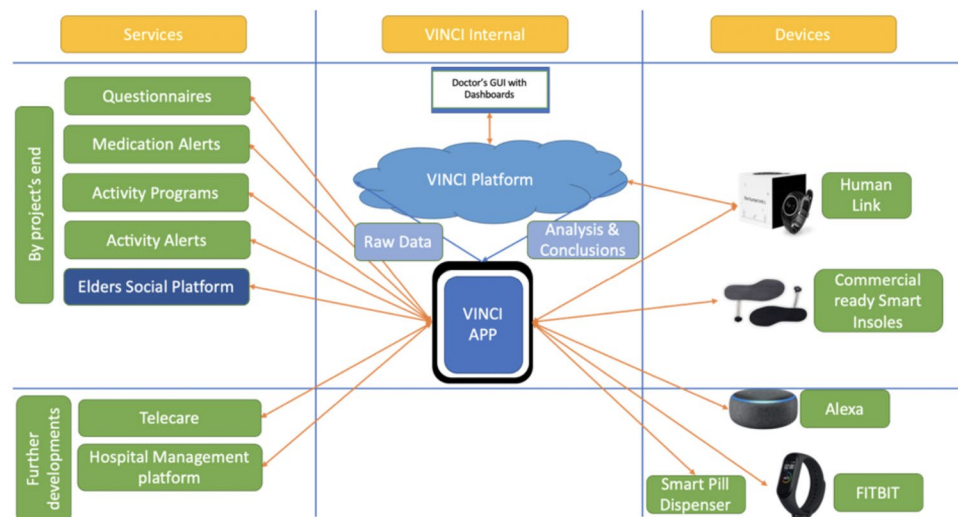 Services
VINCI Internal
Devices
By project's end
Questionnaires
Medication Alerts
Activity Programs
Activity Alerts
Elders Social Platform
Doctor's GUI with
Dashboards
VINCI Platform
Raw Data
Analysis &
Conclusions
VINCI
APP
Human
Link
Commercial
ready Smart
Insoles
Further
developments
Telecare
Hospital Management
platform
Alexa
Smart Pill
Dispenser
FITBIT